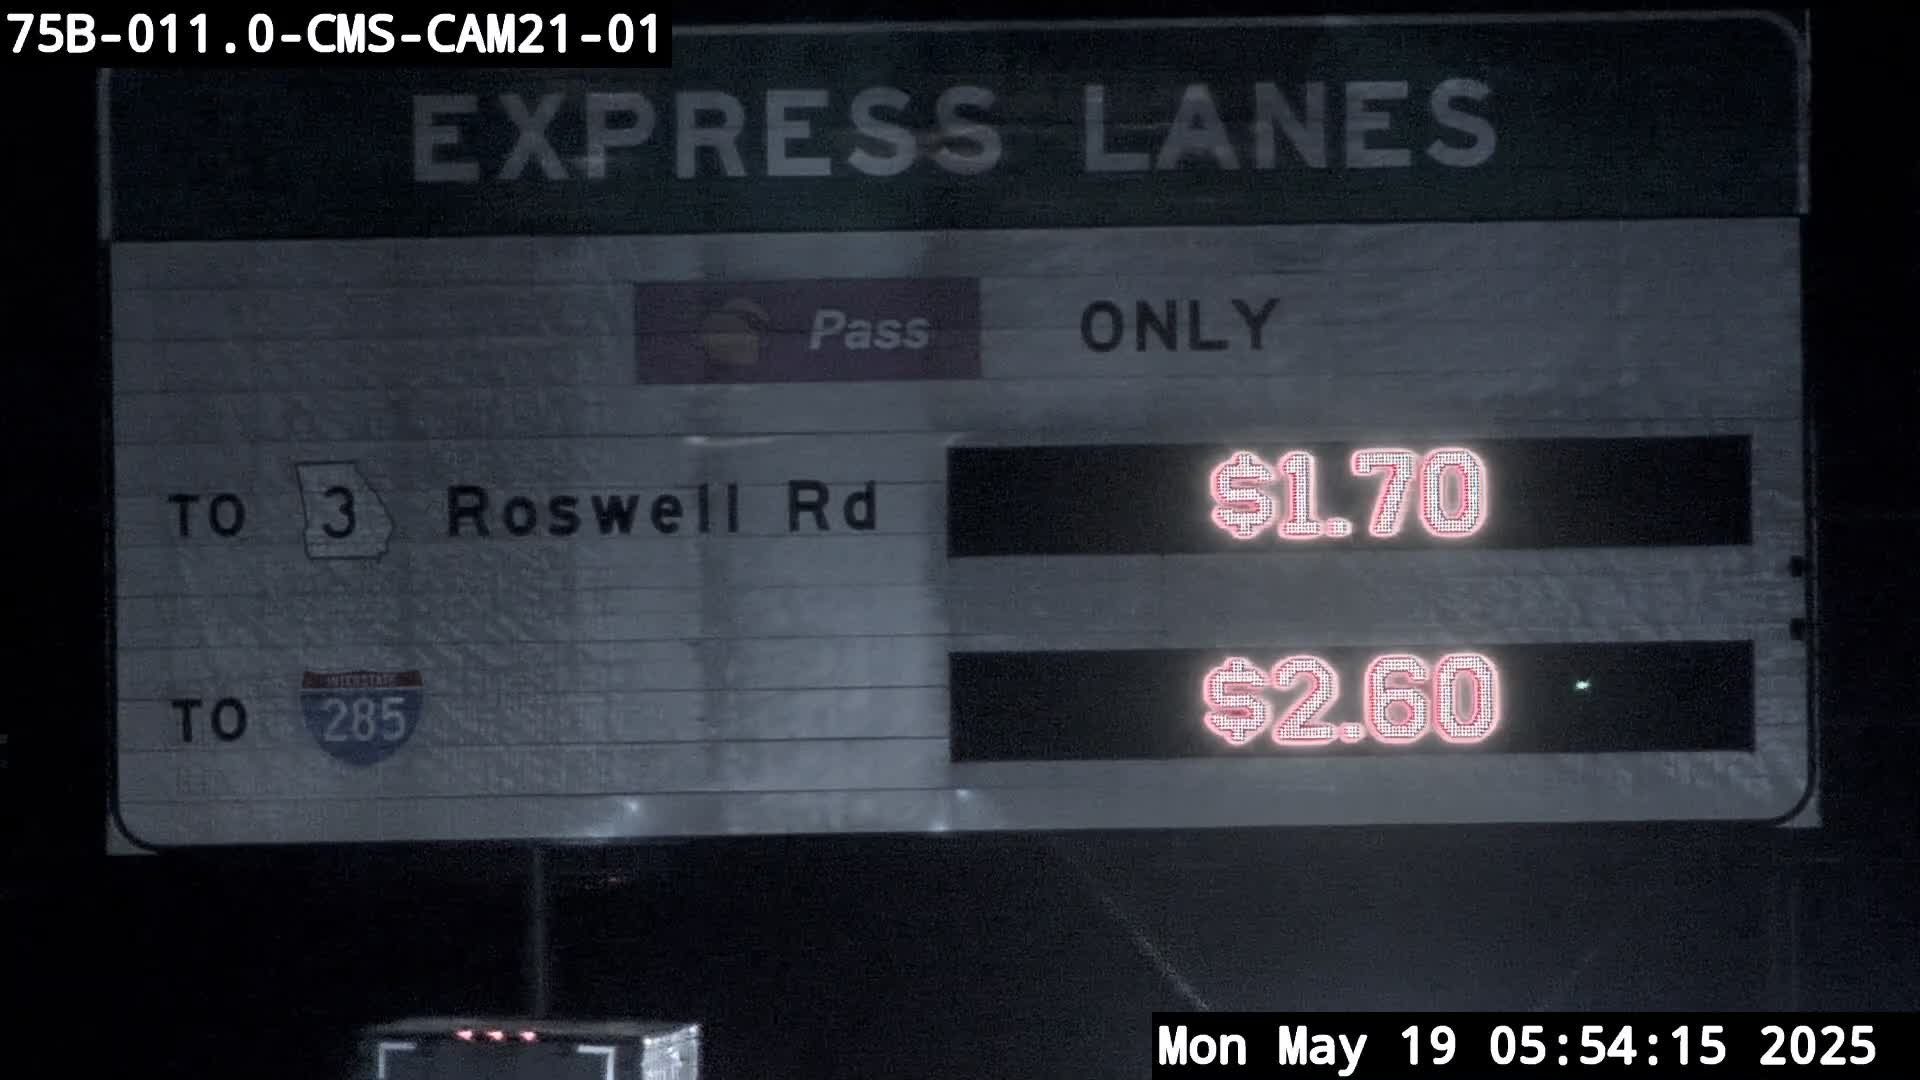 75B-011.0-CMS-CAM21-01
EXPRESS LANES
Pass ONLY
TO 3 Roswell Rd $1.70
INTERSTATE
TO 285 $2.60
Mon May 19 05:54:15 2025